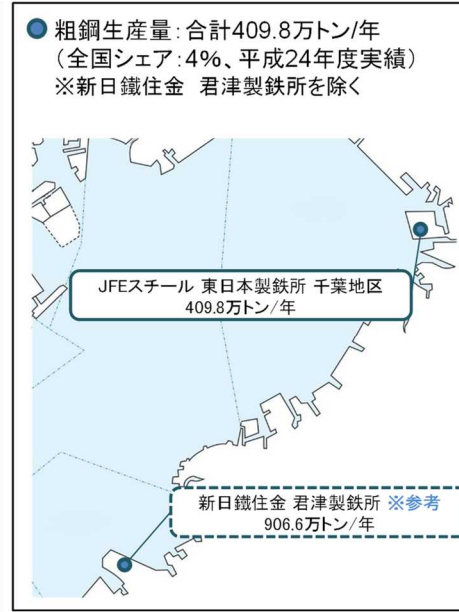 粗鋼生産量:合計409.8万トン/年
(全国シェア:4%、平成24年度実績)
※新日鐵住金 君津製鉄所を除く
JFEスチール 東日本製鉄所 千葉地区
409.8万トン/年
新日鐵住金 君津製鉄所 ※参考
906.6万トン/年